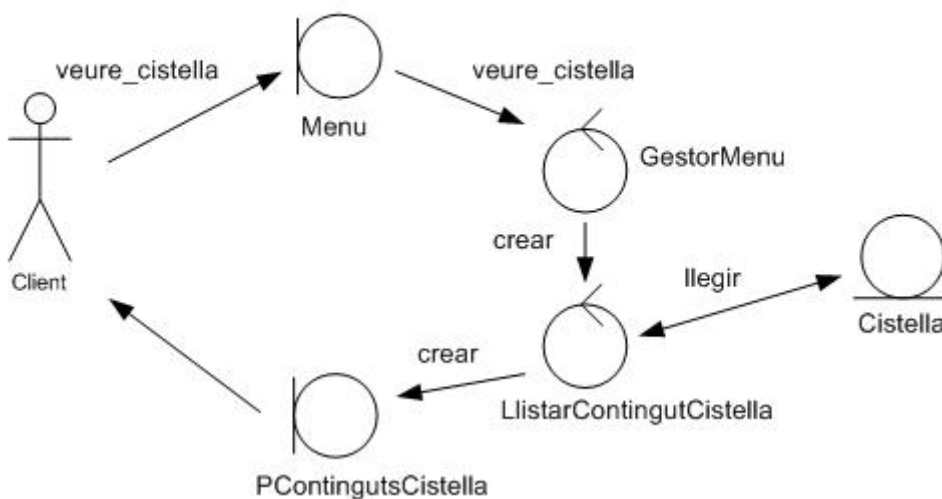 veure_cistella
veure_cistella
Menu
GestorMenu
Client
crear
llegir
Cistella
crear
LlistarContingutCistella
PContingutsCistella